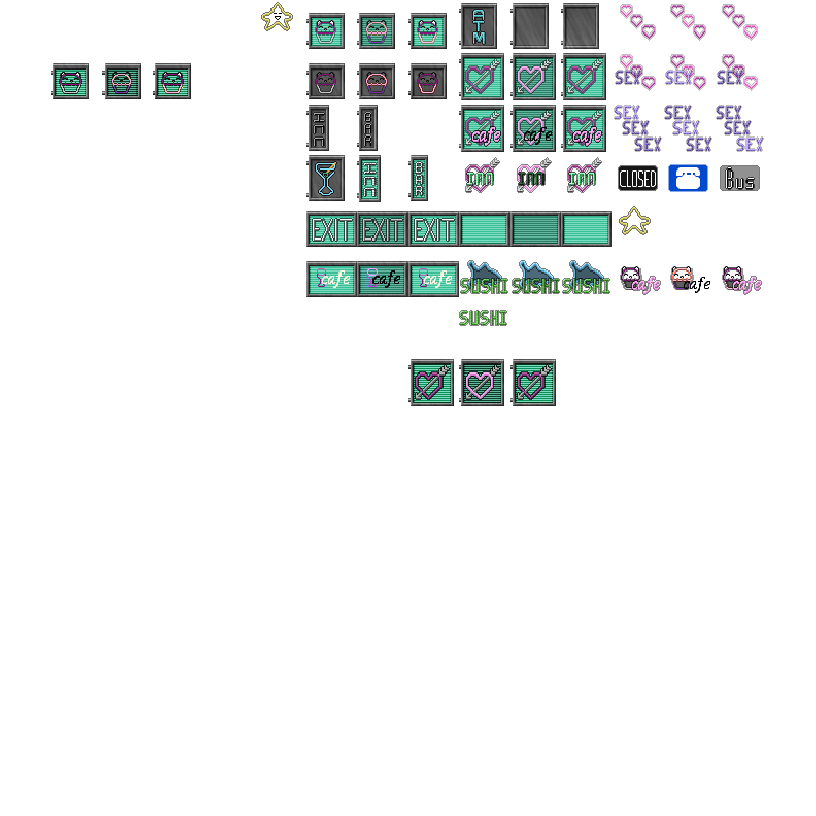 ATM
SEX SEX SEX
cafe cafe cafe
SEX SEX SEX
SEX SEX SEX
SEX SEX SEX
INN BAR
INN BAR
INN INN INN
CLOSED Bus
EXIT EXIT EXIT
cafe cafe cafe
SUSHI SUSHI SUSHI
cafe cafe cafe
SUSHI